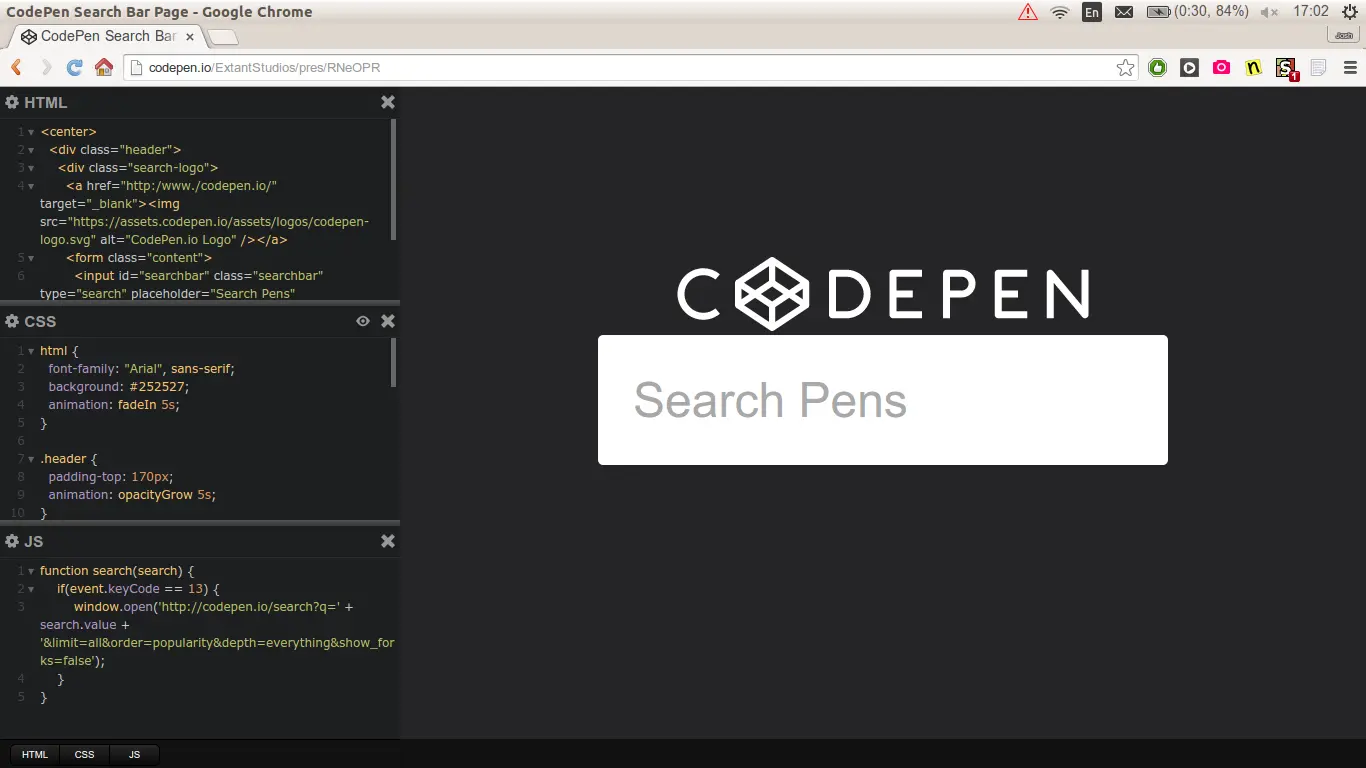 CodePen Search Bar Page - Google Chrome
En
(0:30, 84%)
17:02
CodePen Search Bar
Josh
codepen.io/ExtantStudios/pres/RNeOPR
1
HTML
1 <center>
2 <div class="header">
3 <div class="search-logo">
4 <a href="http:/www./codepen.io/"
target="_blank"><img
src="https://assets.codepen.io/assets/logos/codepen-
logo.svg" alt="CodePen.io Logo" /></a>
5 <form class="content">
6 <input id="searchbar" class="searchbar"
type="search" placeholder="Search Pens"
CSS
1 html {
2 font-family: "Arial", sans-serif;
3 background: #252527;
4 animation: fadeIn 5s;
5 }
6
7 .header {
8 padding-top: 170px;
9 animation: opacityGrow 5s;
10 }
JS
1 function search(search) {
2 if(event.keyCode == 13) {
3 window.open('http://codepen.io/search?q=' +
search.value +
'&limit=all&order=popularity&depth=everything&show_for
ks=false');
4 }
5 }
HTML CSS JS
CODEPEN
Search Pens